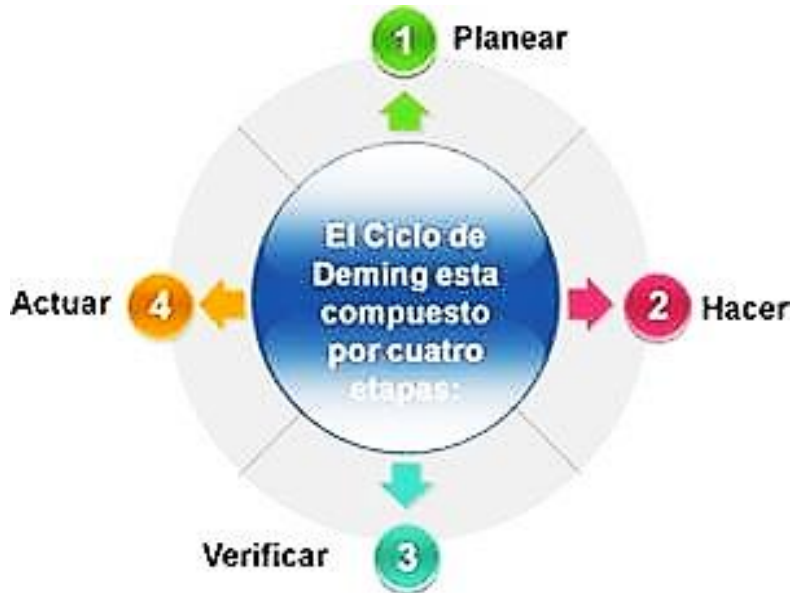 1 Planear
El Ciclo de
Deming esta
compuesto
por cuatro
etapas:
Actuar 4
2 Hacer
Verificar 3